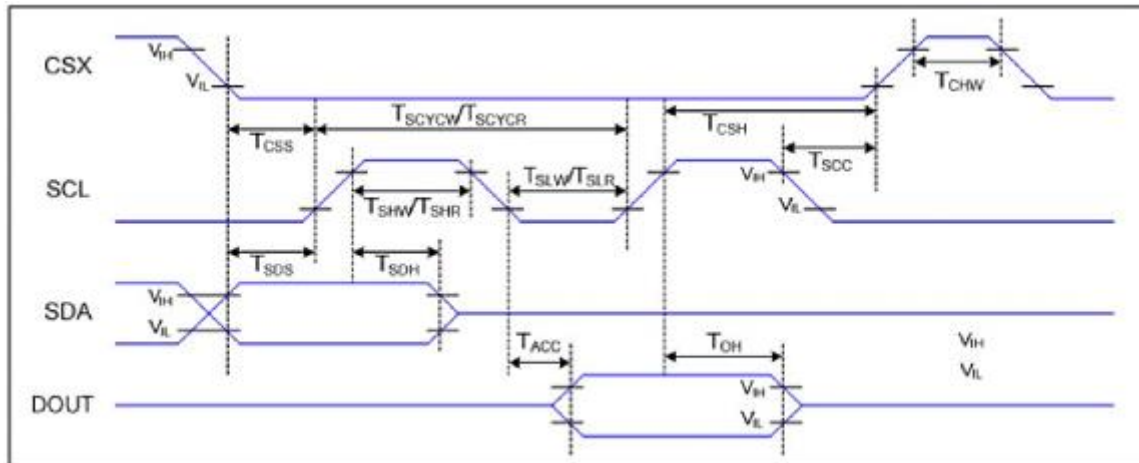 CSX
VIH
VIL
TCHW
TSCYCW/TSCYCR
TCSS
TCSH
TSCC
SCL
TSLW/TSLR
VIH
TSHW/TSHR
VIL
TSDS
TSDH
SDA
VIH
VIL
TACC
TOH
VIH
VIL
DOUT
VIH
VIL